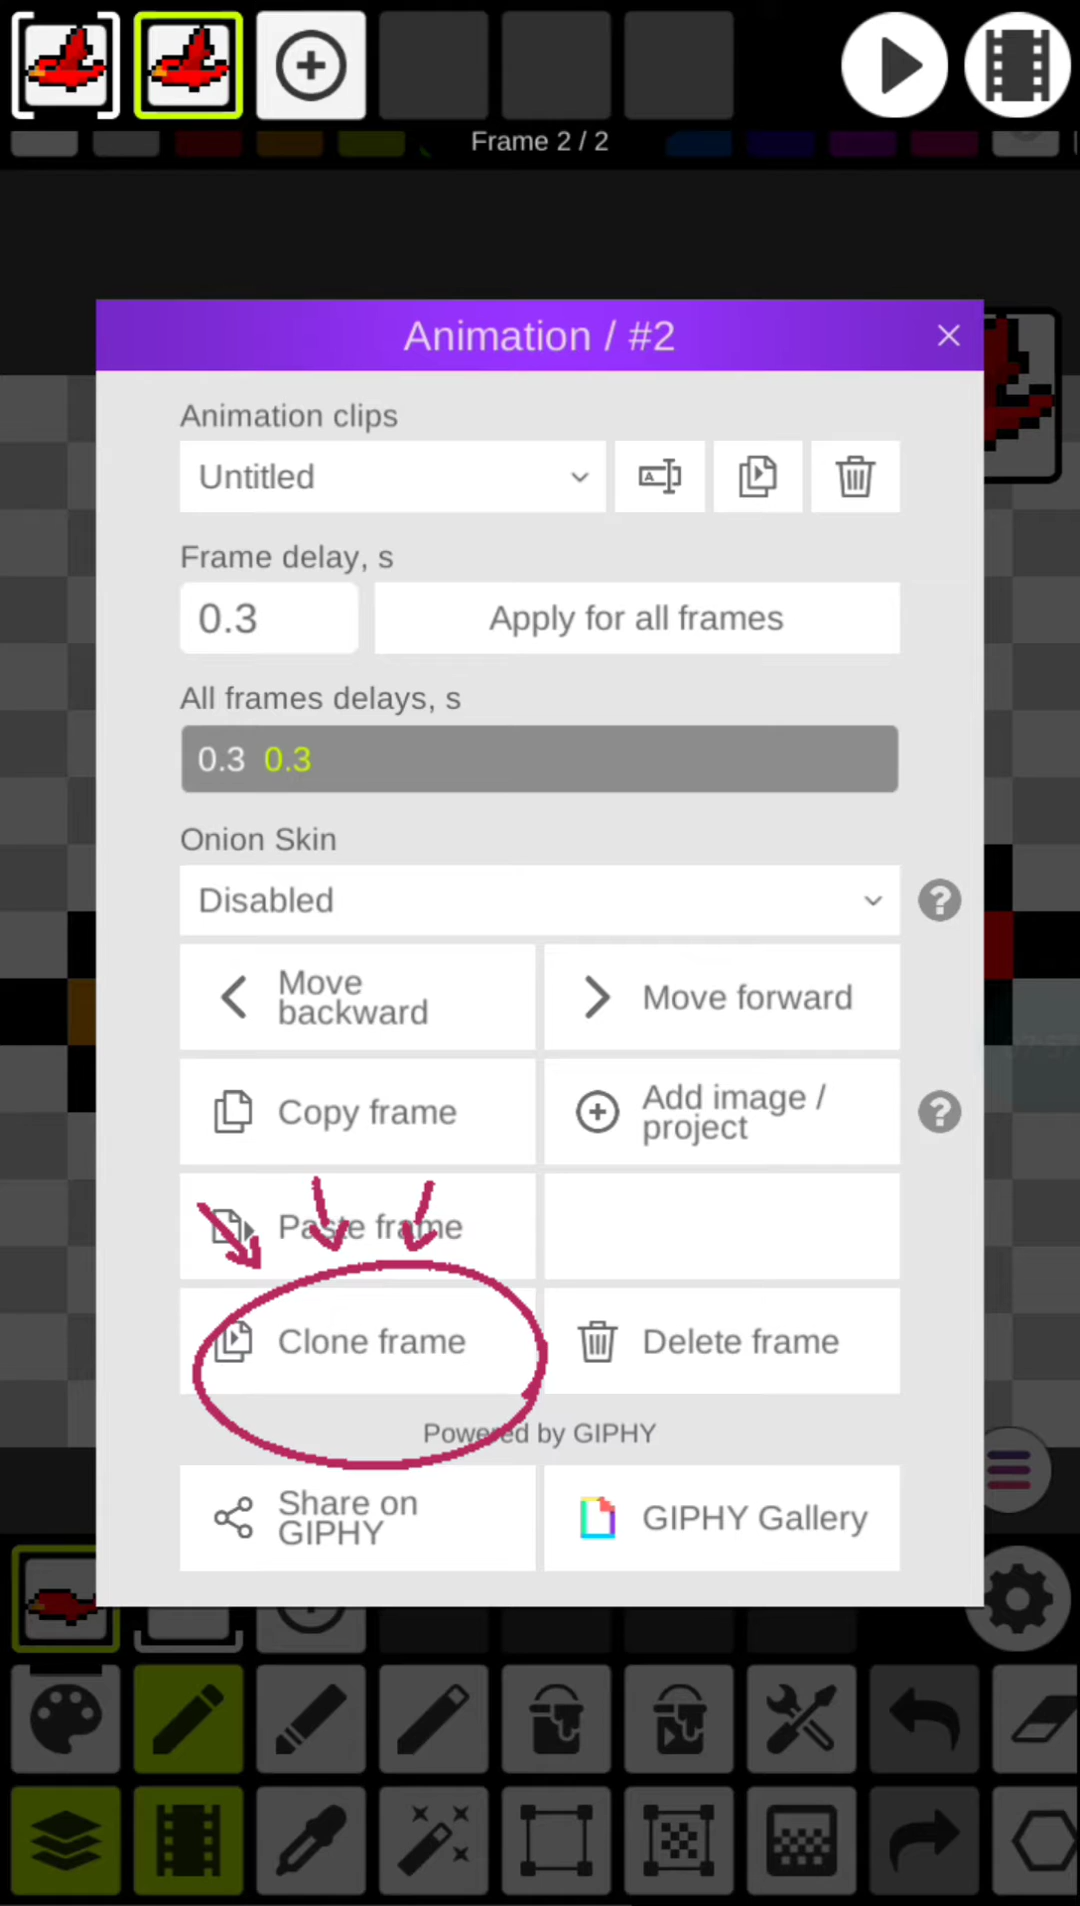 Frame 2 / 2
Animation / #2
Animation clips
Untitled
A
Frame delay, s
0.3
Apply for all frames
All frames delays, s
0.3 0.3
Onion Skin
Disabled
?
Move
backward
Move forward
Copy frame
Add image /
project
?
Paste frame
Clone frame
Delete frame
Powered by GIPHY
Share on
GIPHY
GIPHY Gallery